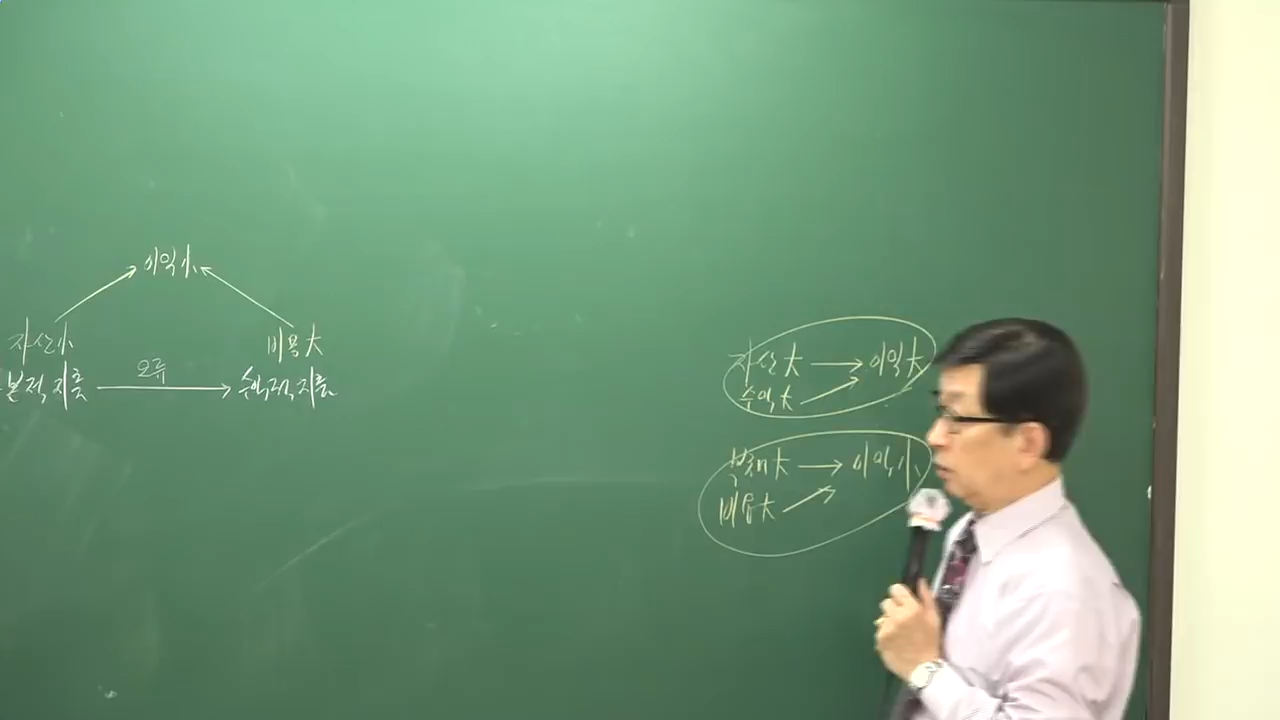 이익小
자산小
비용大
본적 지출
오류
수익적 지출
자산大 → 이익大
수익大
부채大 → 이익小
비용大